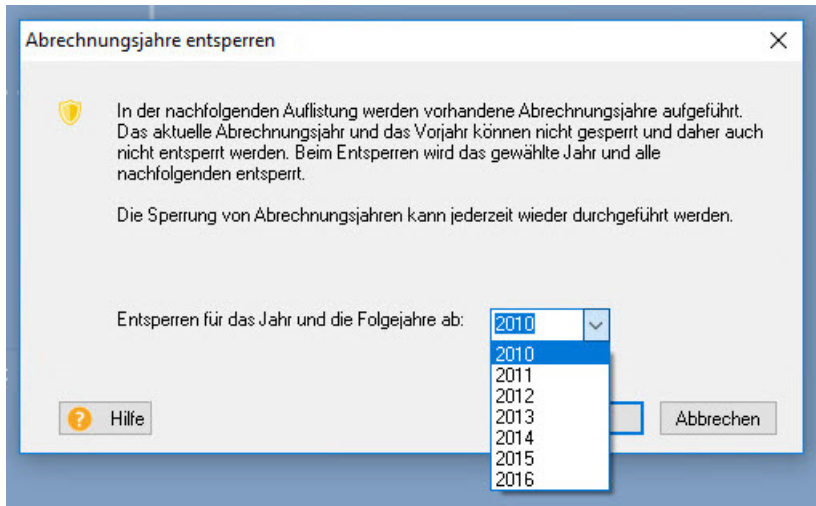 Abrechnungsjahre entsperren
In der nachfolgenden Auflistung werden vorhandene Abrechnungsjahre aufgeführt.
Das aktuelle Abrechnungsjahr und das Vorjahr können nicht gesperrt und daher auch
nicht entsperrt werden. Beim Entsperren wird das gewählte Jahr und alle
nachfolgenden entsperrt.
Die Sperrung von Abrechnungsjahren kann jederzeit wieder durchgeführt werden.
Entsperren für das Jahr und die Folgejahre ab: 2010
2010
2011
2012
2013
2014
2015
2016
Hilfe
Abbrechen